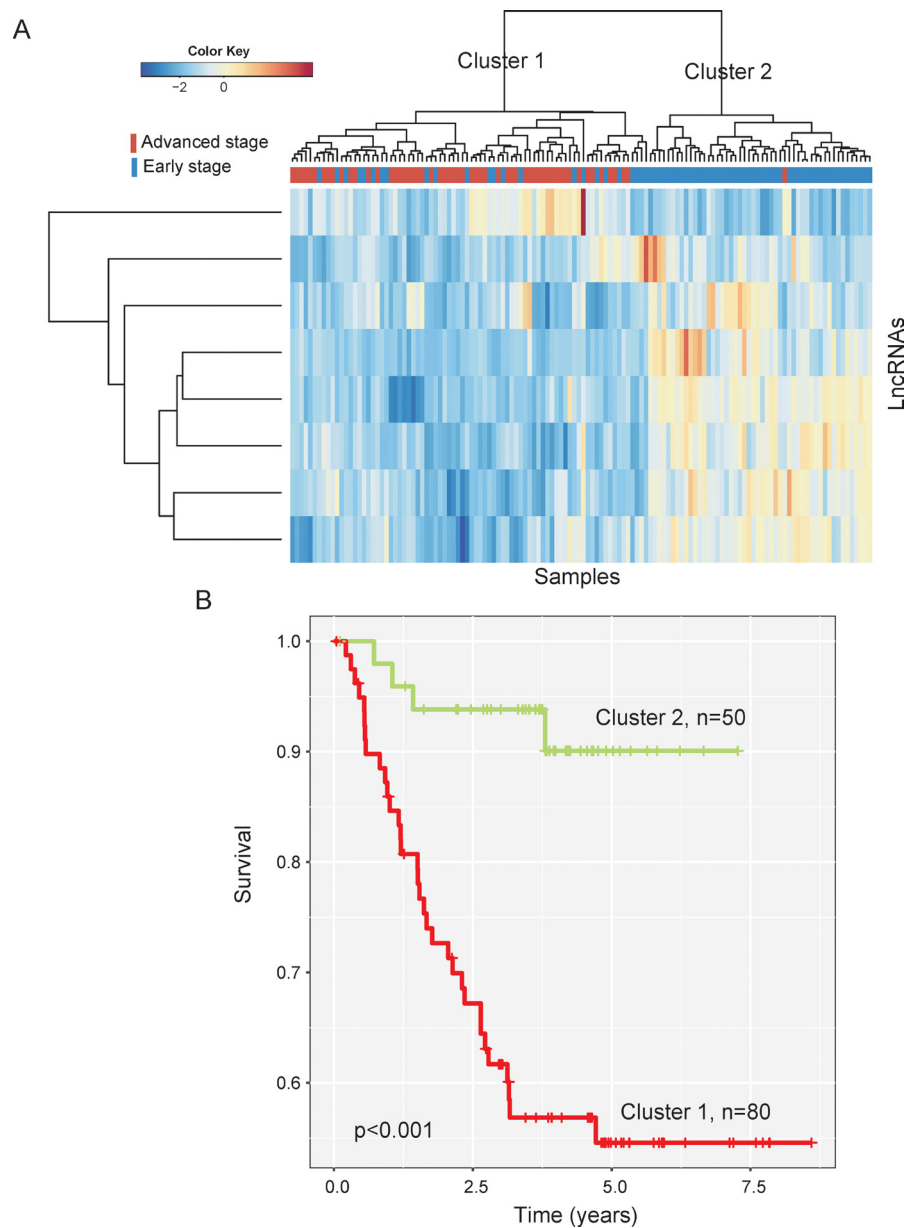 A
Color Key
−2 0
Cluster 1
Cluster 2
Advanced stage
Early stage
LncRNAs
Samples
B
1.0
0.9
0.8
0.7
0.6
Survival
Cluster 2, n=50
Cluster 1, n=80
p<0.001
0.0 2.5 5.0 7.5
Time (years)